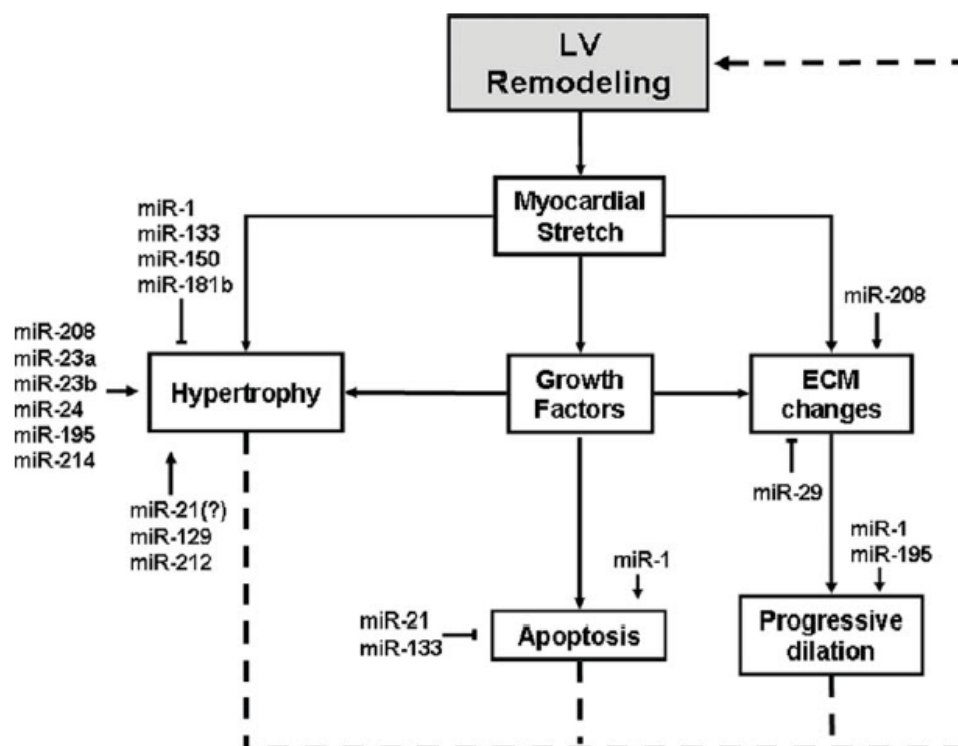 LV
Remodeling
Myocardial
Stretch
miR-1
miR-133
miR-150
miR-181b
miR-208
miR-208
miR-23a
miR-23b
miR-24
miR-195
miR-214
Hypertrophy
Growth
Factors
ECM
changes
miR-29
miR-21(?)
miR-129
miR-212
miR-1
miR-195
miR-1
miR-21
miR-133
Apoptosis
Progressive
dilation